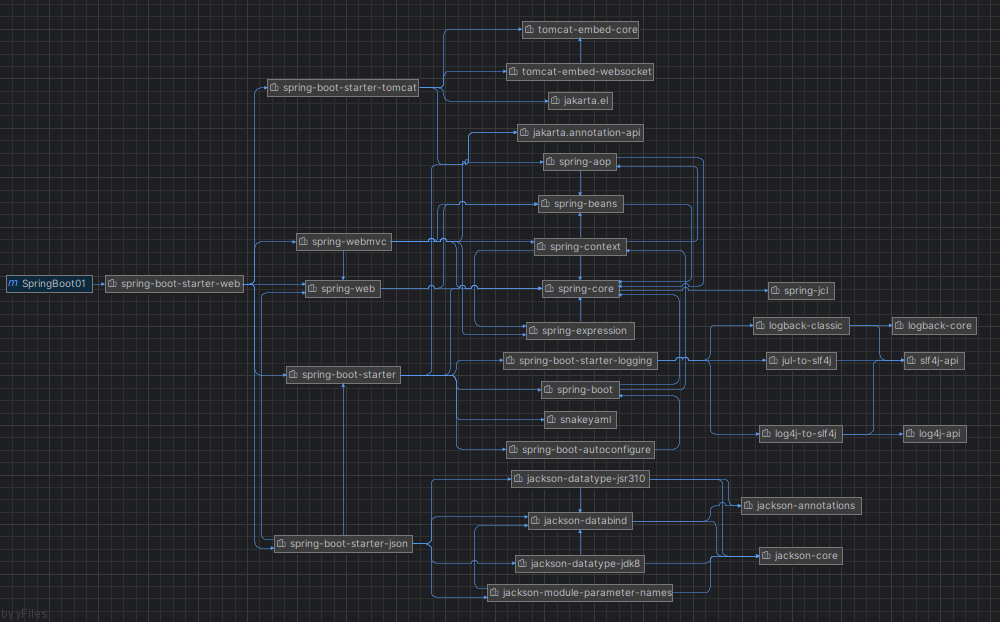 tomcat-embed-core
tomcat-embed-websocket
spring-boot-starter-tomcat
jakarta.el
jakarta.annotation-api
spring-aop
spring-beans
spring-webmvc
spring-context
m SpringBoot01
spring-boot-starter-web
spring-web
spring-core
spring-jcl
spring-expression
logback-classic
logback-core
spring-boot-starter-logging
jul-to-slf4j
slf4j-api
spring-boot-starter
spring-boot
snakeyaml
log4j-to-slf4j
log4j-api
spring-boot-autoconfigure
jackson-datatype-jsr310
jackson-annotations
jackson-databind
spring-boot-starter-json
jackson-core
jackson-datatype-jdk8
jackson-module-parameter-names
by yFiles